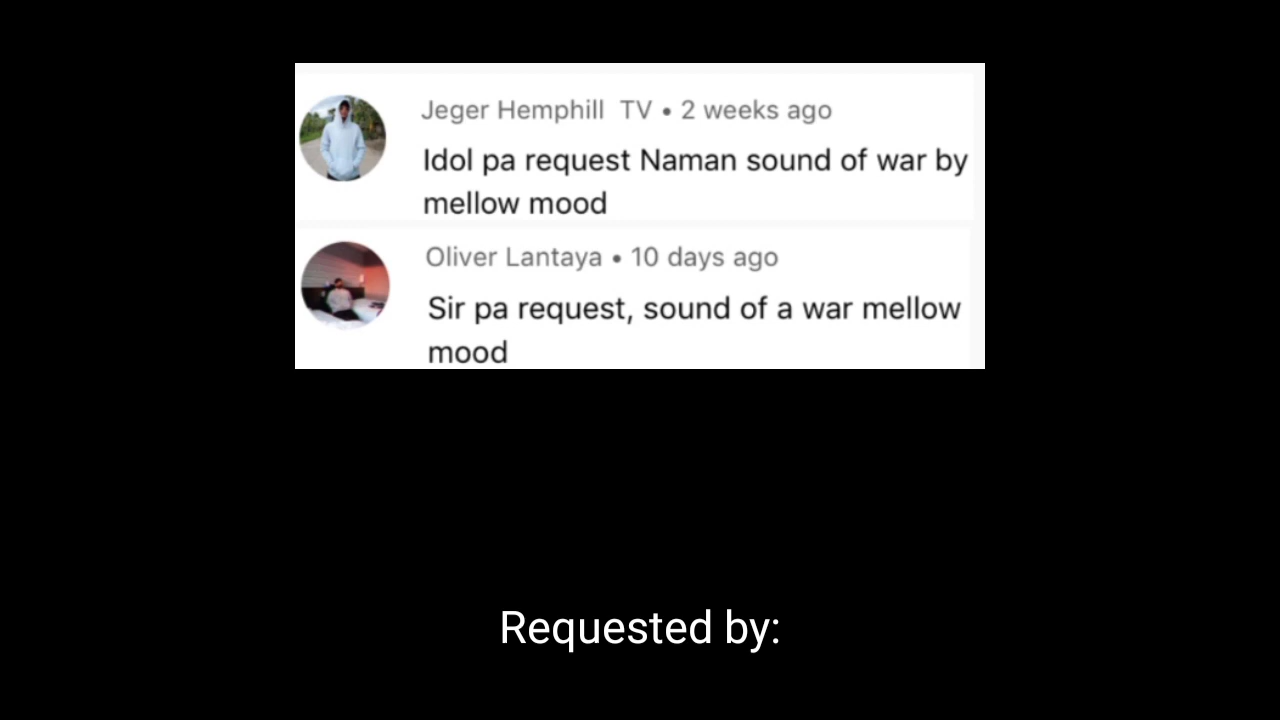 Jeger Hemphill TV • 2 weeks ago
Idol pa request Naman sound of war by
mellow mood
Oliver Lantaya • 10 days ago
Sir pa request, sound of a war mellow
mood
Requested by: